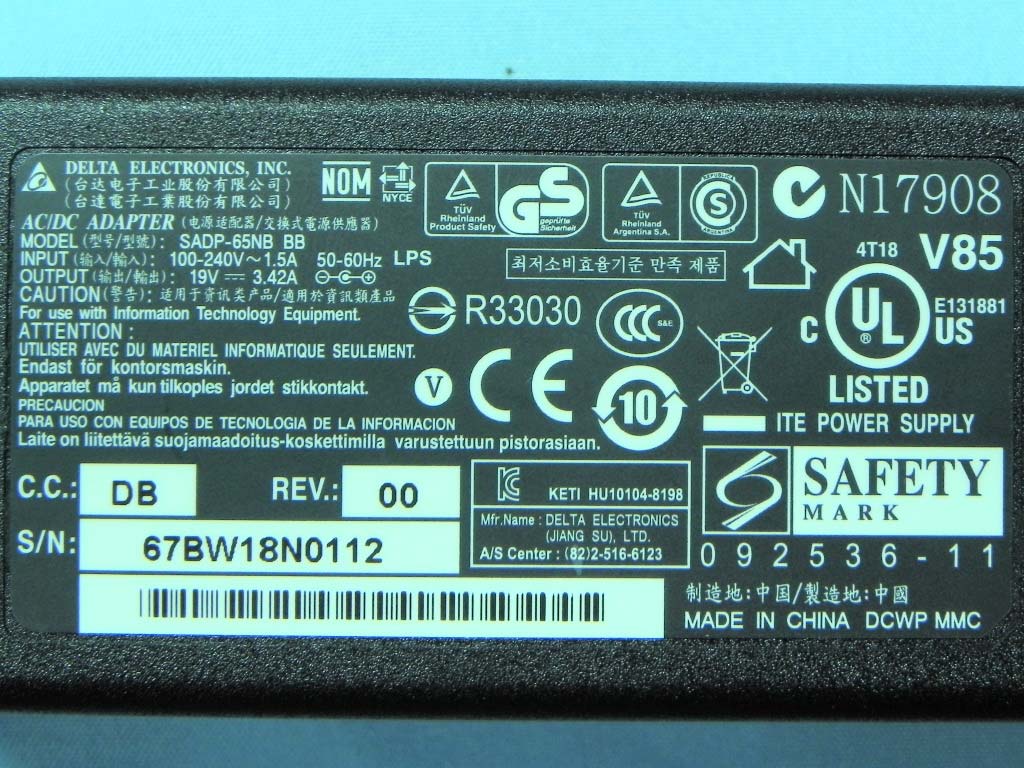 DELTA ELECTRONICS, INC.
(台达电子工业股份有限公司)
(台達電子工業股份有限公司)
AC/DC ADAPTER (电源适配器/交換式電源供應器)
MODEL (型号/型號): SADP-65NB BB
INPUT (输入/輸入): 100-240V~1.5A 50-60Hz LPS
OUTPUT (输出/輸出): 19V 3.42A
CAUTION(警告): 适用于资讯类产品/適用於資訊類產品
For use with Information Technology Equipment.
ATTENTION :
UTILISER AVEC DU MATERIEL INFORMATIQUE SEULEMENT.
Endast för kontorsmaskin.
Apparatet må kun tilkoples jordet stikkontakt.
PRECAUCION
PARA USO CON EQUIPOS DE TECNOLOGIA DE LA INFORMACION
Laite on liitettävä suojamaadoitus-koskettimilla varustettuun pistorasiaan.
NOM
NYCE
TÜV
Rheinland
Product Safety
GS
geprüfte
Sicherheit
TÜV
Rheinland
Argentina S.A.
S
N17908
최저소비효율기준 만족 제품
4T18
V85
R33030
CCC S&E
C UL ® US
E131881
LISTED
V
CE
10
ITE POWER SUPPLY
C.C.: DB REV.: 00
S/N: 67BW18N0112
KC KETI HU10104-8198
Mfr.Name : DELTA ELECTRONICS
(JIANG SU), LTD.
A/S Center : (82)2-516-6123
SAFETY
MARK
092536-11
制造地:中国/製造地:中國
MADE IN CHINA DCWP MMC